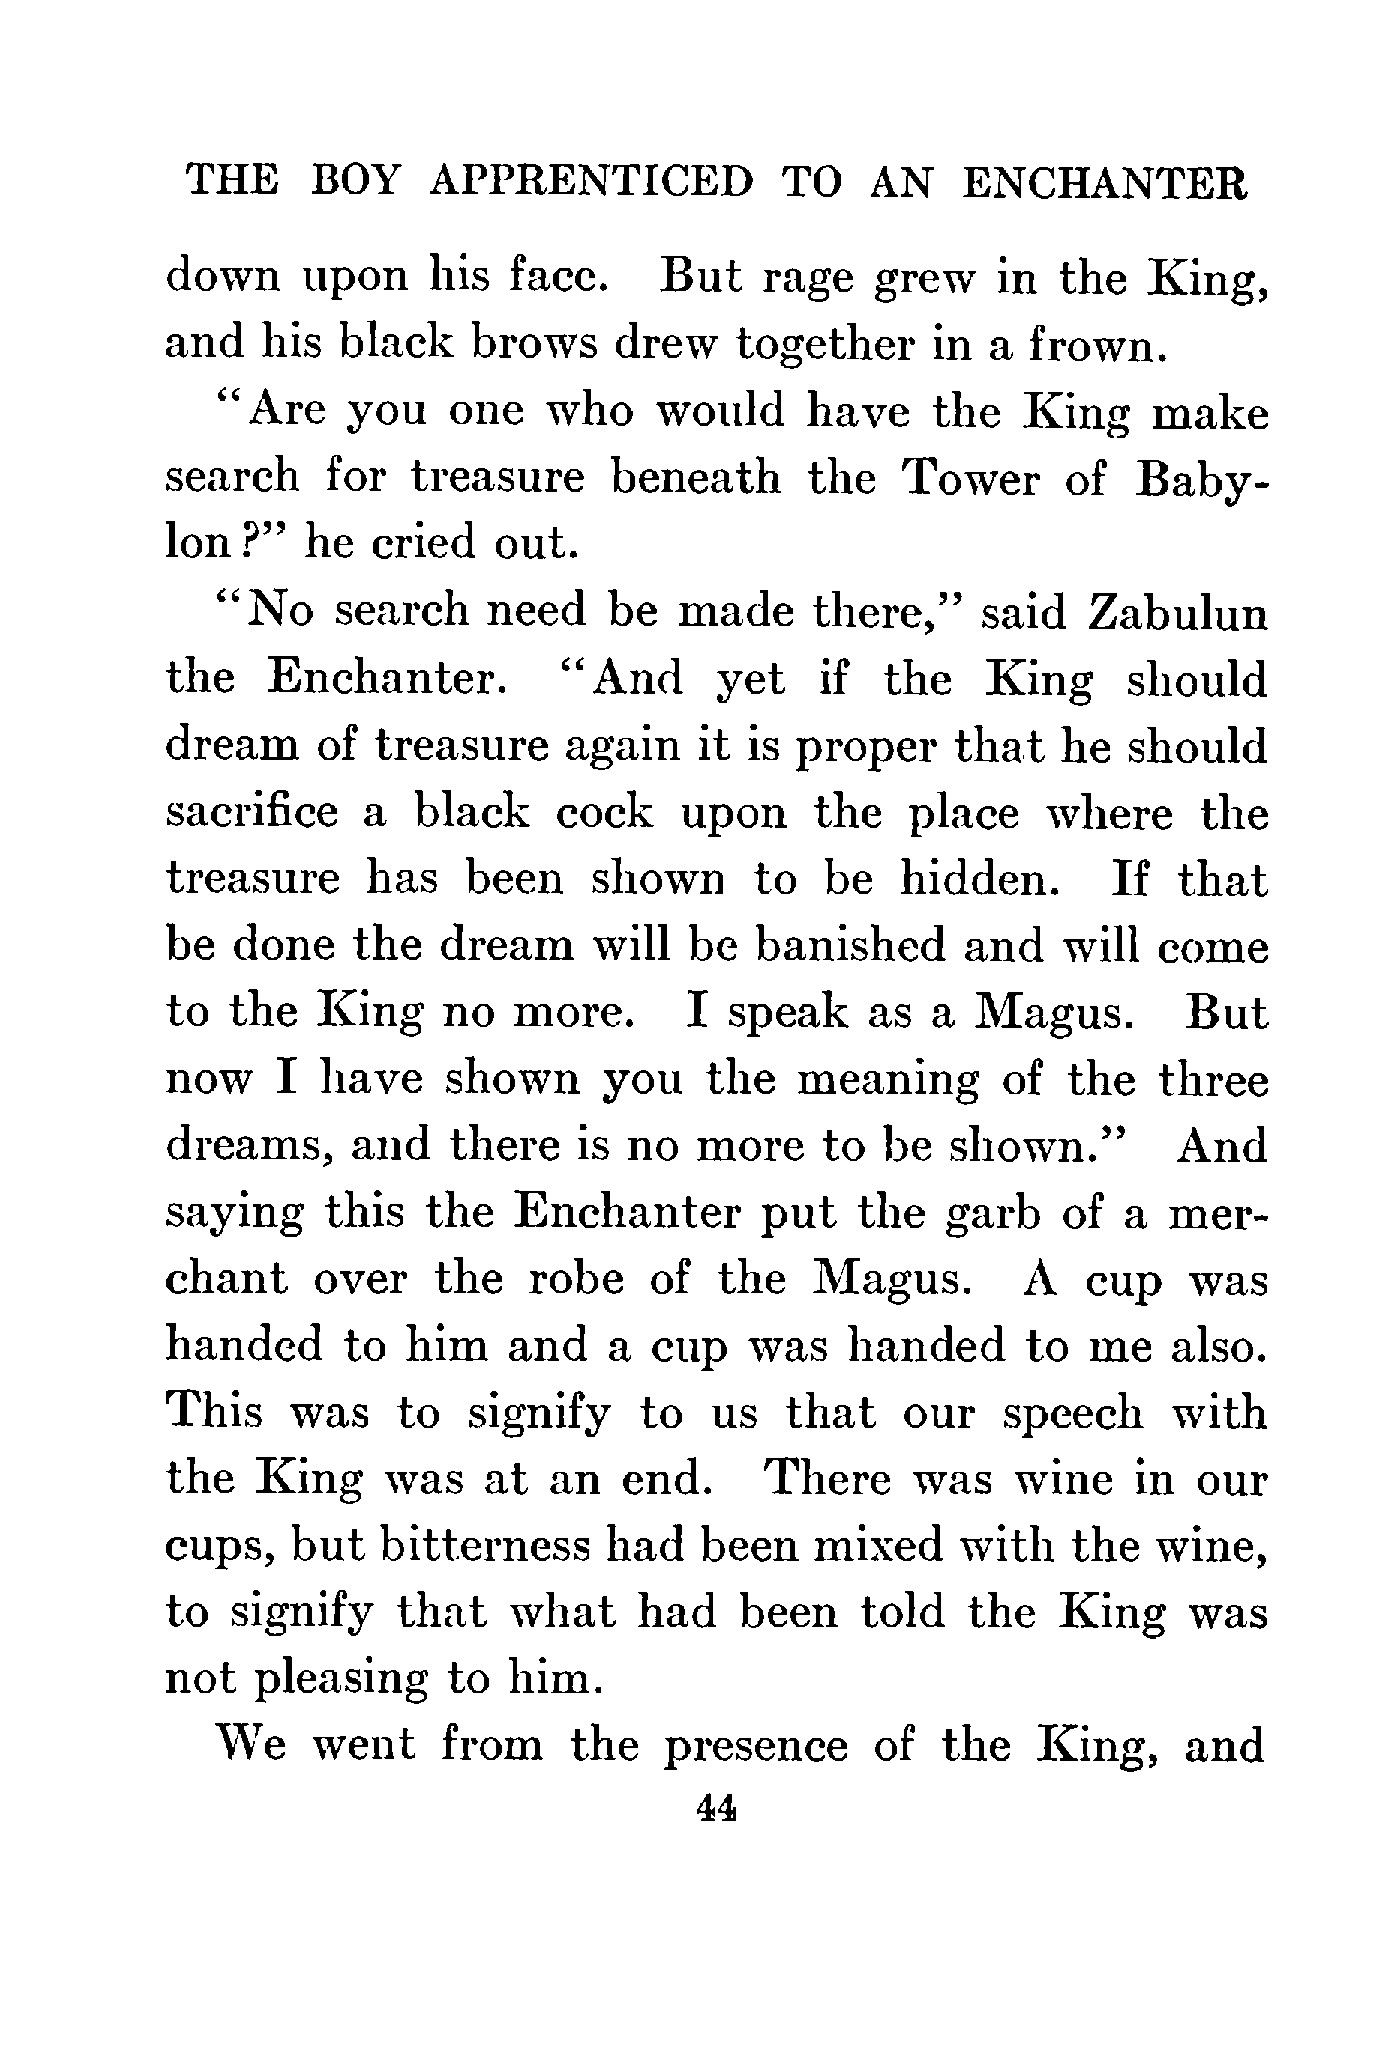 THE BOY APPRENTICED TO AN ENCHANTER
down upon his face. But rage grew in the King,
and his black brows drew together in a frown.
“Are you one who would have the King make
search for treasure beneath the Tower of Baby-
lon?” he cried out.
“No search need be made there,” said Zabulun
the Enchanter. “And yet if the King should
dream of treasure again it is proper that he should
sacrifice a black cock upon the place where the
treasure has been shown to be hidden. If that
be done the dream will be banished and will come
to the King no more. I speak as a Magus. But
now I have shown you the meaning of the three
dreams, and there is no more to be shown.” And
saying this the Enchanter put the garb of a mer-
chant over the robe of the Magus. A cup was
handed to him and a cup was handed to me also.
This was to signify to us that our speech with
the King was at an end. There was wine in our
cups, but bitterness had been mixed with the wine,
to signify that what had been told the King was
not pleasing to him.
We went from the presence of the King, and
44